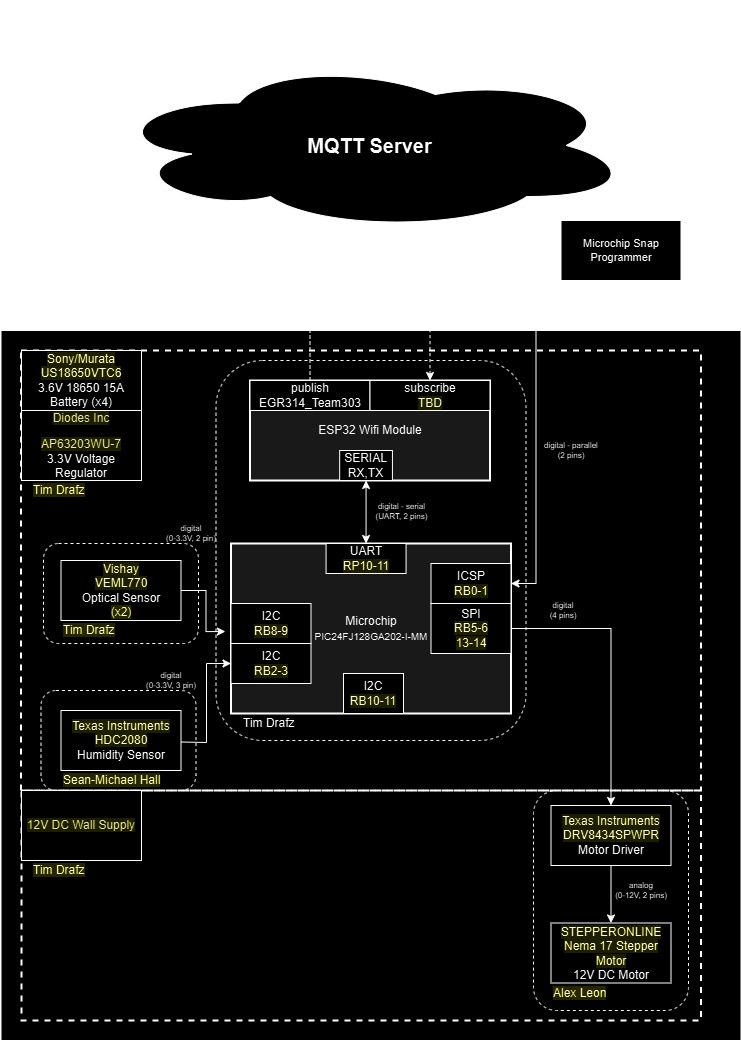 MQTT Server
Microchip Snap
Programmer
Sony/Murata
US18650VTC6
3.6V 18650 15A
Battery (x4)
Diodes Inc
AP63203WU-7
3.3V Voltage
Regulator
Tim Drafz
publish
EGR314_Team303
subscribe
TBD
ESP32 Wifi Module
SERIAL
RX,TX
digital - parallel
(2 pins)
digital - serial
(UART, 2 pins)
digital
(0-3.3V, 2 pin)
Vishay
VEML770
Optical Sensor
(x2)
Tim Drafz
UART
RP10-11
ICSP
RB0-1
SPI
RB5-6
13-14
I2C
RB8-9
I2C
RB2-3
Microchip
PIC24FJ128GA202-I-MM
I2C
RB10-11
Tim Drafz
digital
(4 pins)
digital
(0-3.3V, 3 pin)
Texas Instruments
HDC2080
Humidity Sensor
Sean-Michael Hall
12V DC Wall Supply
Tim Drafz
Texas Instruments
DRV8434SPWPR
Motor Driver
analog
(0-12V, 2 pins)
STEPPERONLINE
Nema 17 Stepper
Motor
12V DC Motor
Alex Leon